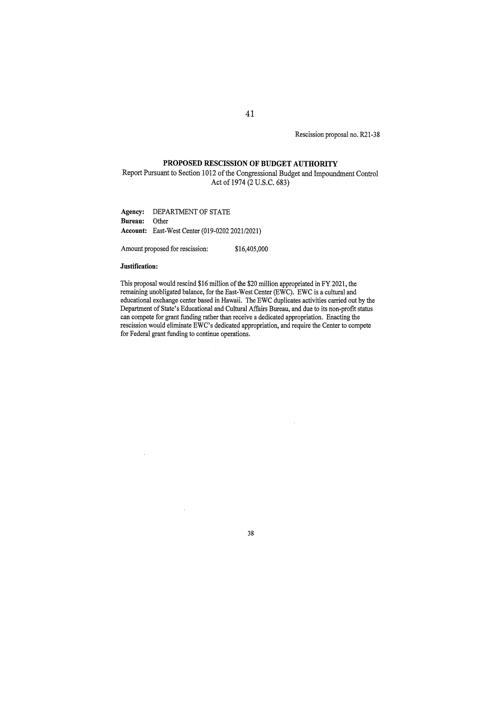 41
Rescission proposal no. R21-38
PROPOSED RESCISSION OF BUDGET AUTHORITY
Report Pursuant to Section 1012 of the Congressional Budget and Impoundment Control
Act of 1974 (2 U.S.C. 683)
Agency: DEPARTMENT OF STATE
Bureau: Other
Account: East-West Center (019-0202 2021/2021)
Amount proposed for rescission: $16,405,000
Justification:
This proposal would rescind $16 million of the $20 million appropriated in FY 2021, the
remaining unobligated balance, for the East-West Center (EWC). EWC is a cultural and
educational exchange center based in Hawaii. The EWC duplicates activities carried out by the
Department of State's Educational and Cultural Affairs Bureau, and due to its non-profit status
can compete for grant funding rather than receive a dedicated appropriation. Enacting the
rescission would eliminate EWC's dedicated appropriation, and require the Center to compete
for Federal grant funding to continue operations.
38